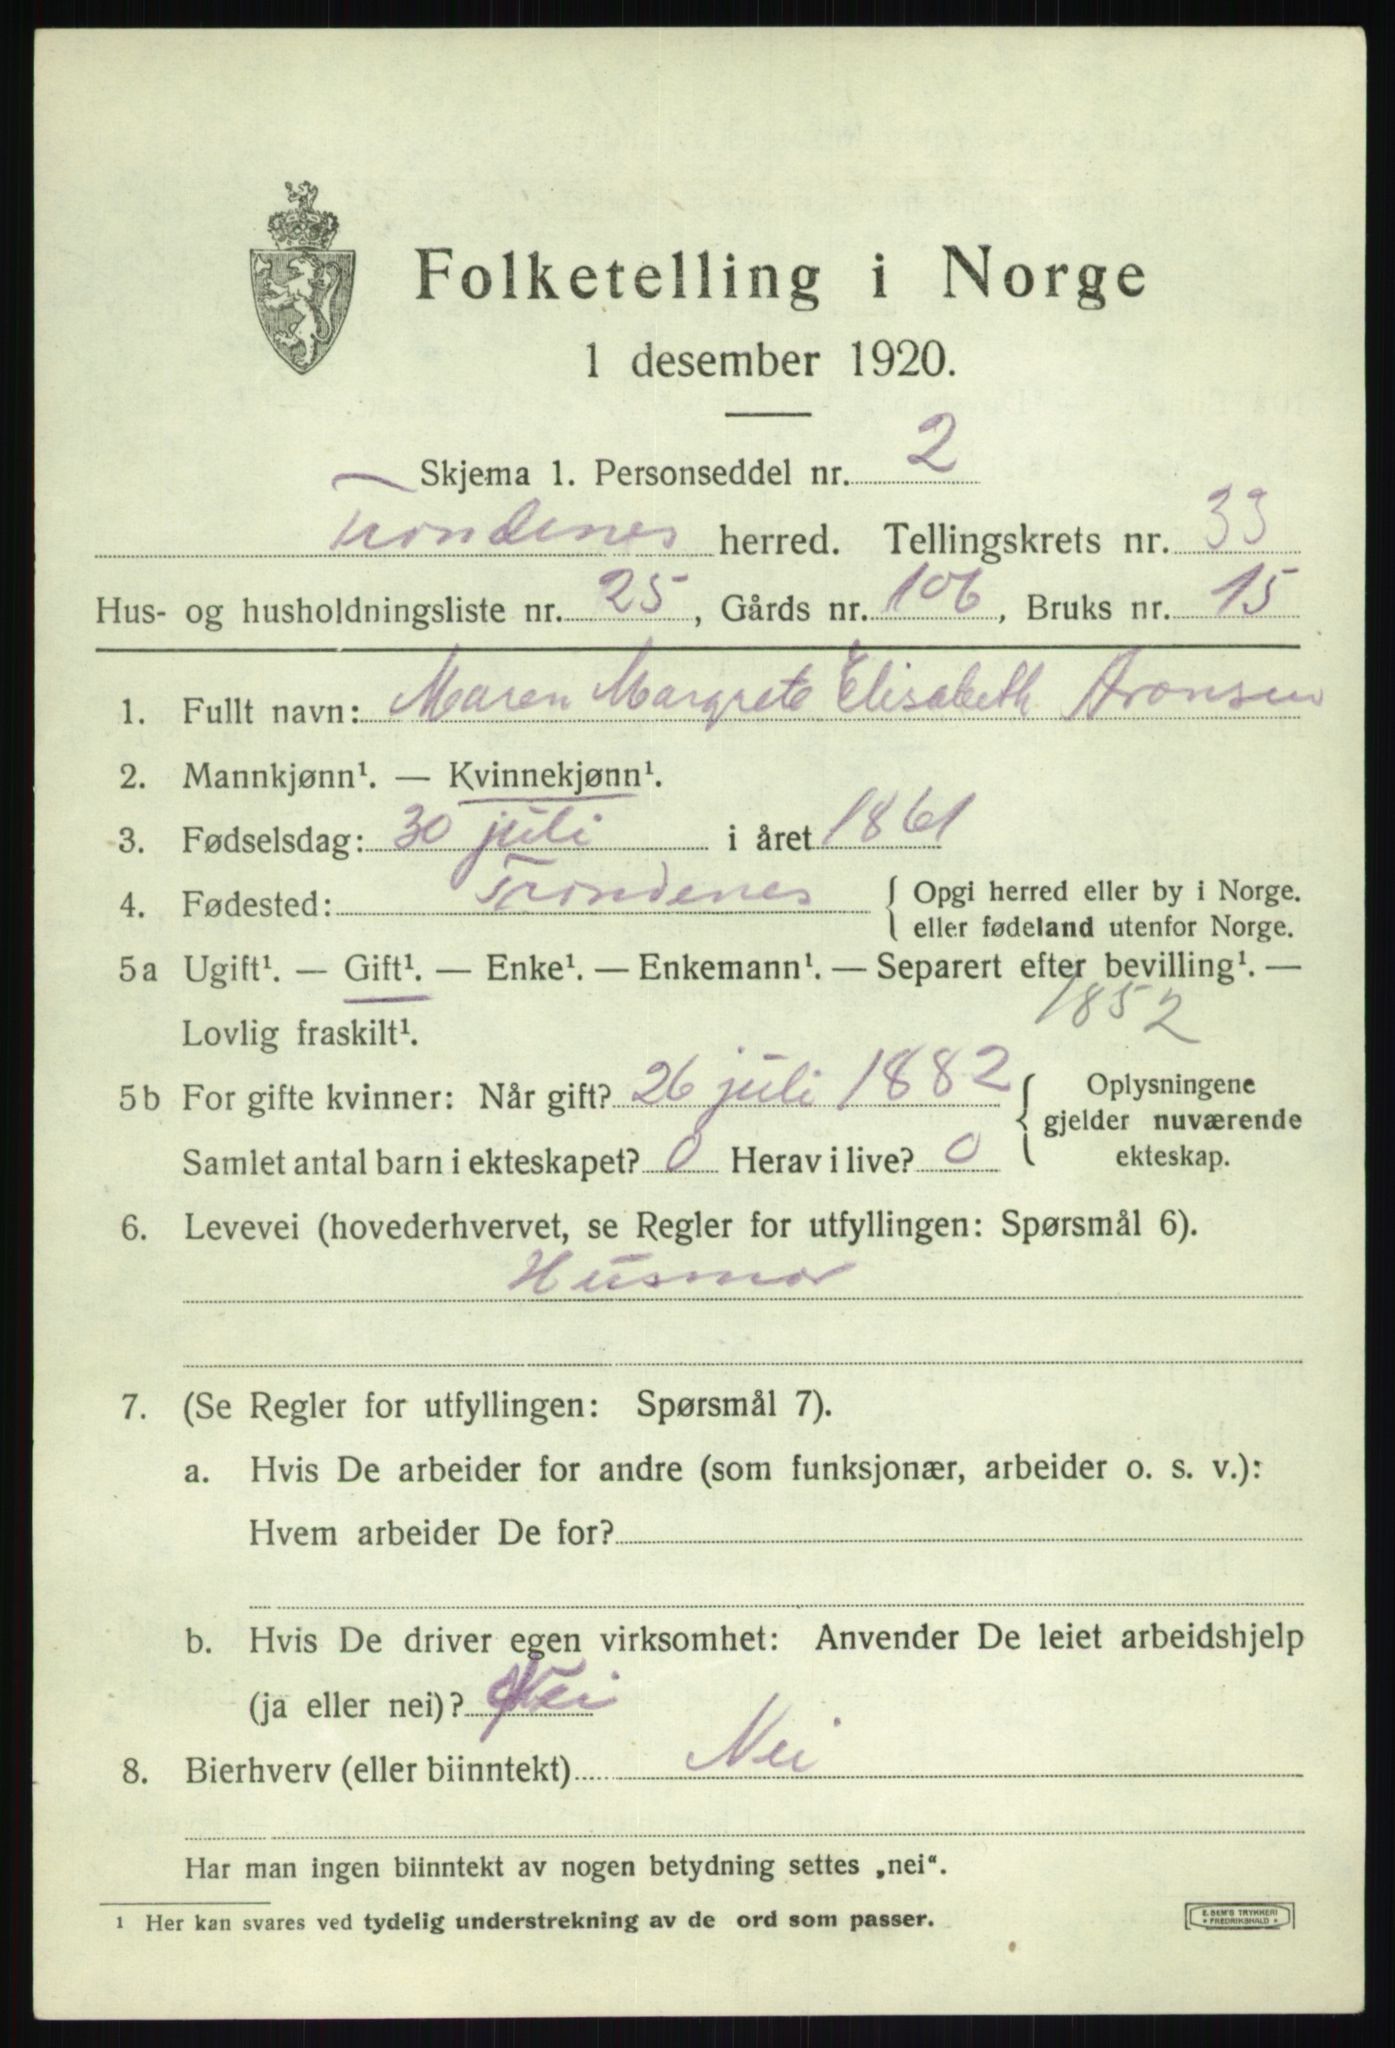 Folketelling i Norge
1 desember 1920.
Skjema 1. Personseddel nr. 2
Trondenes herred. Tellingskrets nr. 33
Hus- og husholdningsliste nr. 25, Gårds nr. 106, Bruks nr. 15
1. Fullt navn: Maren Margrete Elisabeth Aronsen
2. Mannkjønn¹. — Kvinnekjønn¹.
3. Fødselsdag: 30 juli i året 1861
4. Fødested: Trondenes { Opgi herred eller by i Norge.
eller fødeland utenfor Norge.
5a Ugift¹. — Gift¹. — Enke¹. — Enkemann¹. — Separert efter bevilling¹. —
Lovlig fraskilt¹. 1852
5b For gifte kvinner: Når gift? 26 juli 1882 { Oplysningene
gjelder nuværende
Samlet antal barn i ekteskapet? 0 Herav i live? 0 ekteskap.
6. Levevei (hovederhvervet, se Regler for utfyllingen: Spørsmål 6).
Husmor
7. (Se Regler for utfyllingen: Spørsmål 7).
a. Hvis De arbeider for andre (som funksjonær, arbeider o. s. v.):
Hvem arbeider De for?
b. Hvis De driver egen virksomhet: Anvender De leiet arbeidshjelp
(ja eller nei)? Nei
8. Bierhverv (eller biinntekt) Nei
Har man ingen biinntekt av nogen betydning settes „nei“.
¹ Her kan svares ved tydelig understrekning av de ord som passer.
E. SEM'S TRYKKERI
* FREDRIKSHALD *